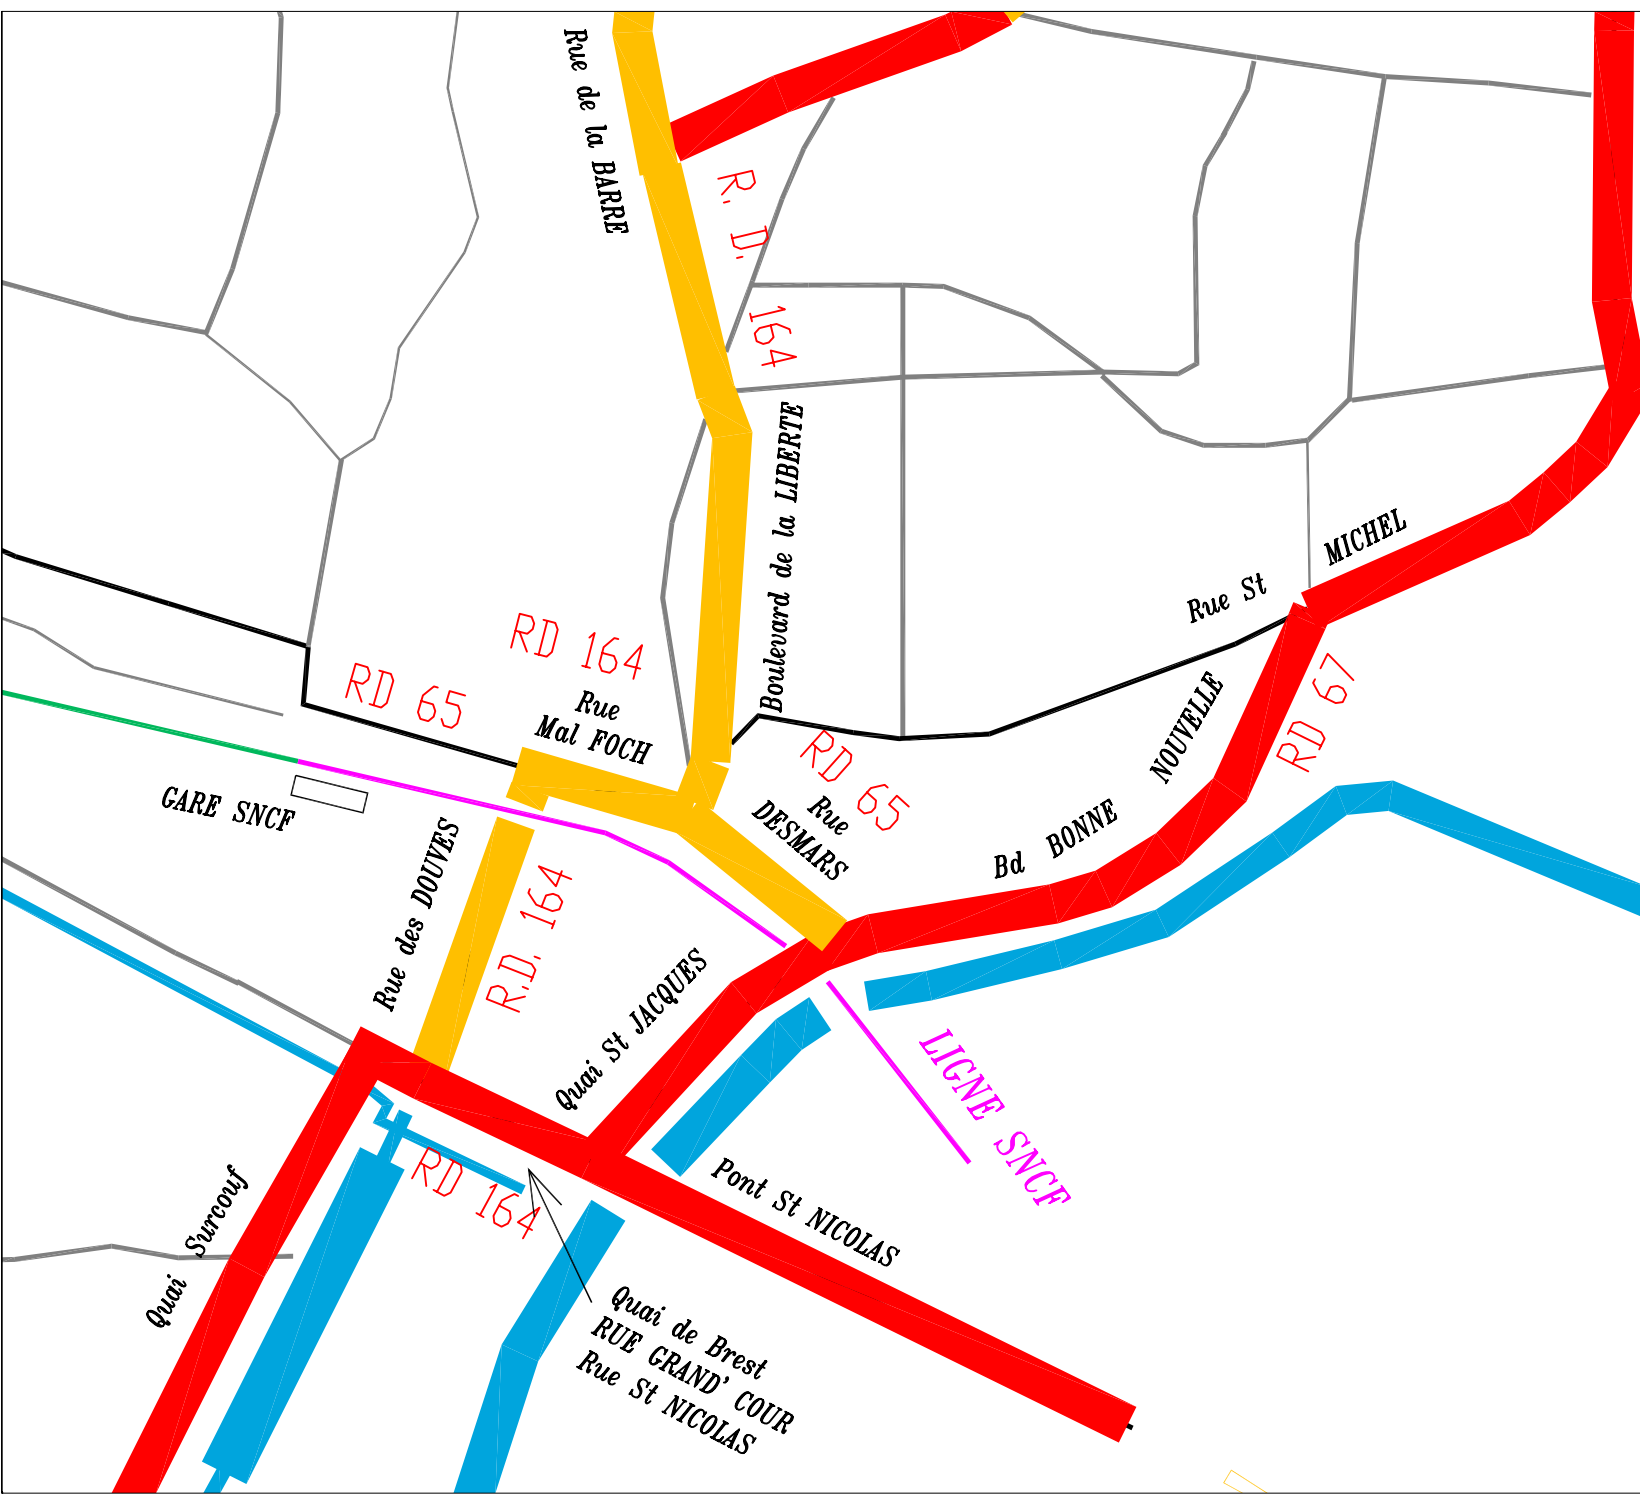 Rue de la BARRE
R. D. 164
Boulevard de la LIBERTE
Rue St MICHEL
RD 164
RD 65
Rue
Mal FOCH
RD 65
Rue
DESMARS
NOUVELLE
RD 67
GARE SNCF
Bd BONNE
Rue des DOUVES
R.D. 164
Quai St JACQUES
LIGNE SNCF
RD 164
Pont St NICOLAS
Quai Surcouf
Quai de Brest
RUE GRAND' COUR
Rue St NICOLAS